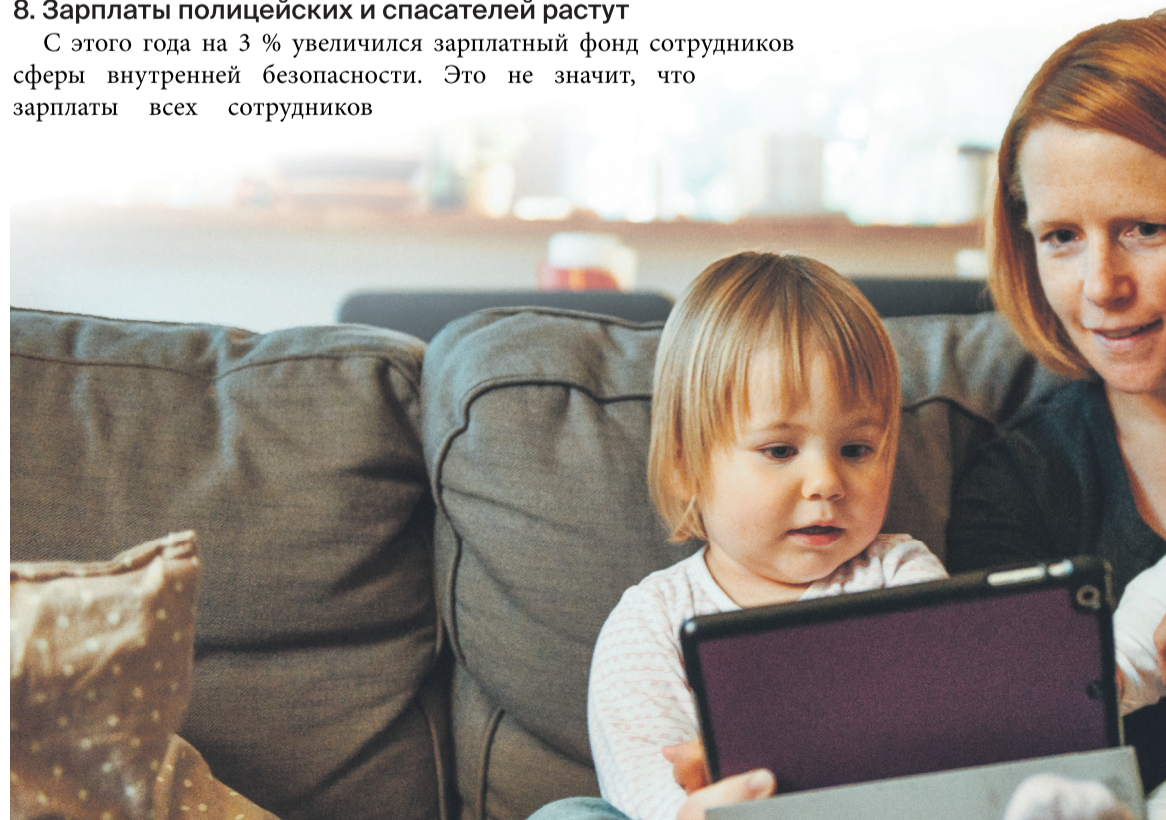 8. Зарплаты полицейских и спасателей растут
С этого года на 3 % увеличился зарплатный фонд сотрудников
сферы внутренней безопасности. Это не значит, что
зарплаты всех сотрудников